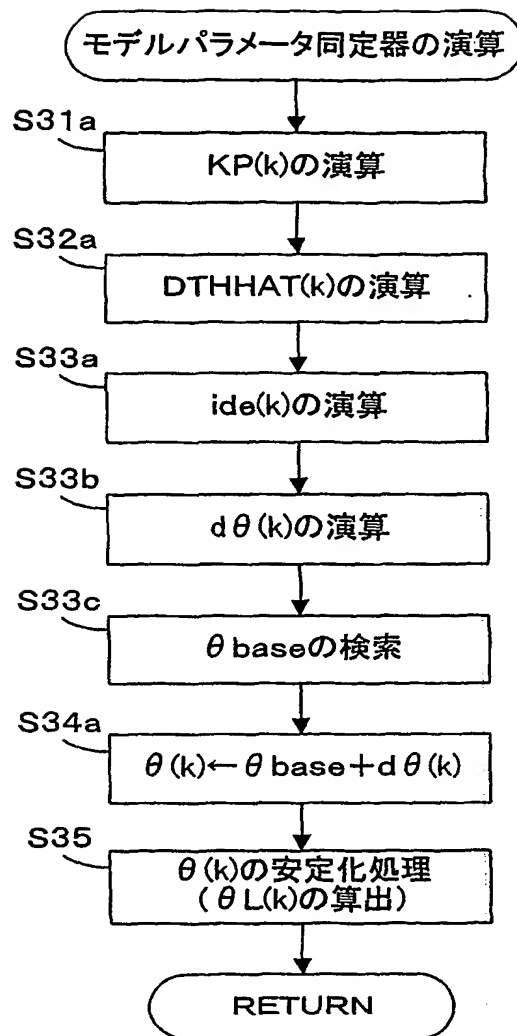 モデルパラメータ同定器の演算
S31a
KP(k)の演算
S32a
DTHHAT(k)の演算
S33a
ide(k)の演算
S33b
dθ(k)の演算
S33c
θbaseの検索
S34a
θ(k)←θbase+dθ(k)
S35
θ(k)の安定化処理
(θL(k)の算出)
RETURN